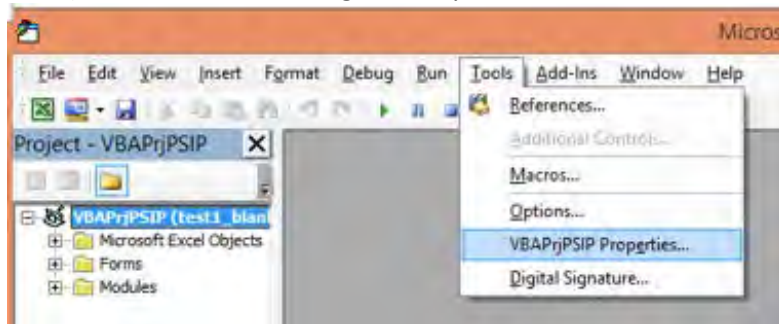 Micros
File Edit View Insert Format Debug Run Tools Add-Ins Window Help
References...
Project - VBAPrjPSIP
Additional Controls...
Macros...
VBAPrjPSIP (test1_blan
Options...
Microsoft Excel Objects
VBAPrjPSIP Properties...
Forms
Digital Signature...
Modules